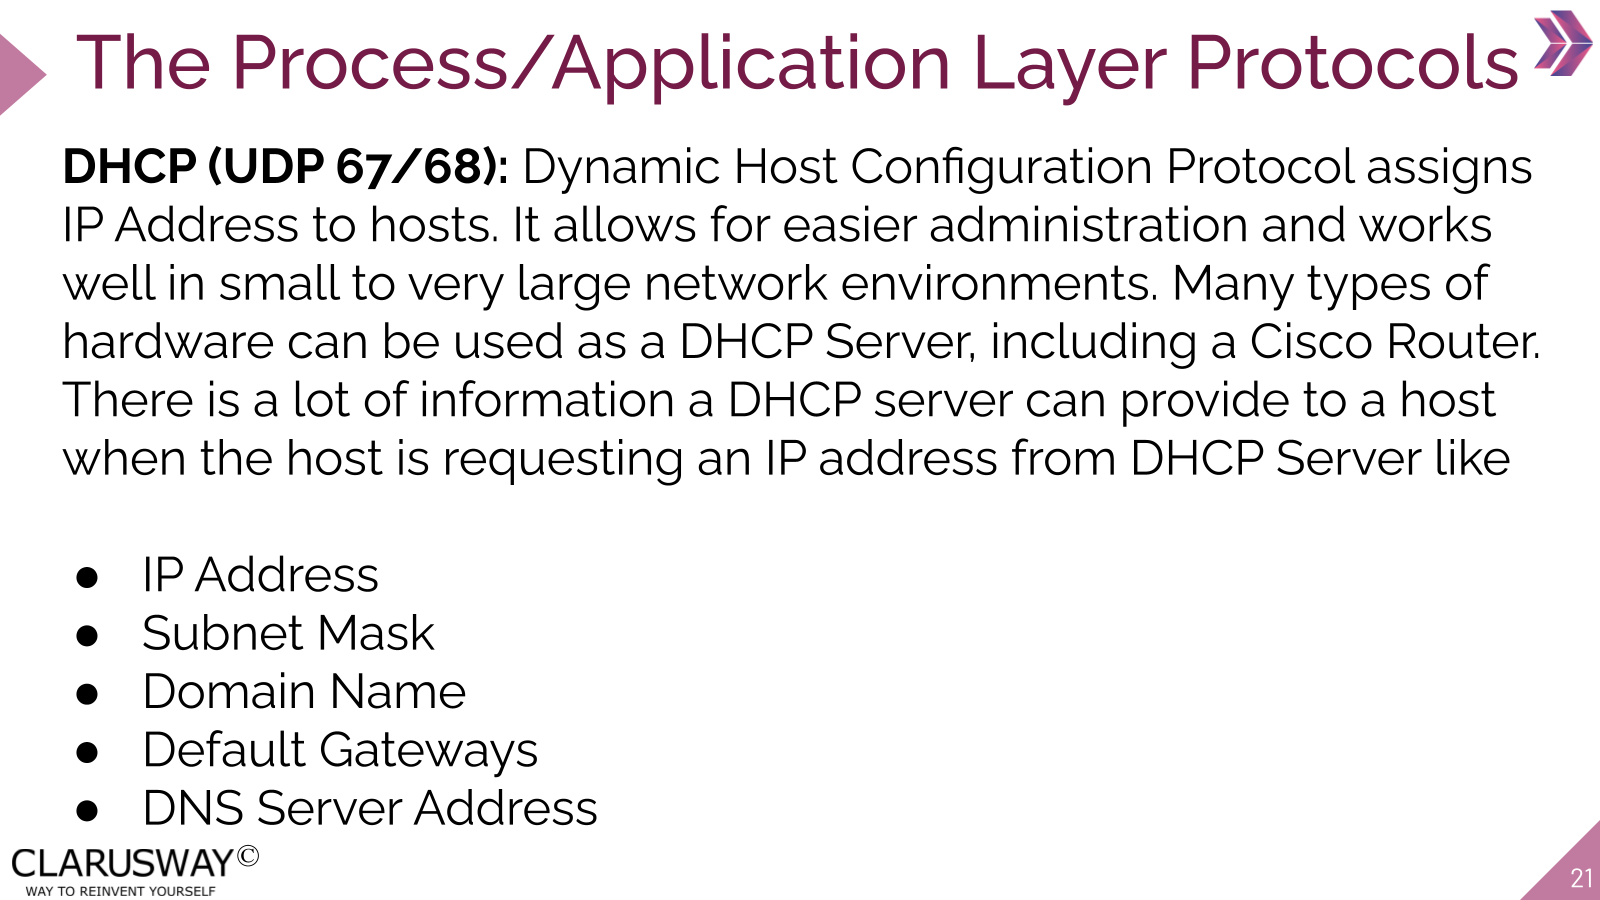 The Process/Application Layer Protocols
DHCP (UDP 67/68): Dynamic Host Configuration Protocol assigns
IP Address to hosts. It allows for easier administration and works
well in small to very large network environments. Many types of
hardware can be used as a DHCP Server, including a Cisco Router.
There is a lot of information a DHCP server can provide to a host
when the host is requesting an IP address from DHCP Server like
● IP Address
● Subnet Mask
● Domain Name
● Default Gateways
● DNS Server Address
CLARUSWAY©
WAY TO REINVENT YOURSELF
21